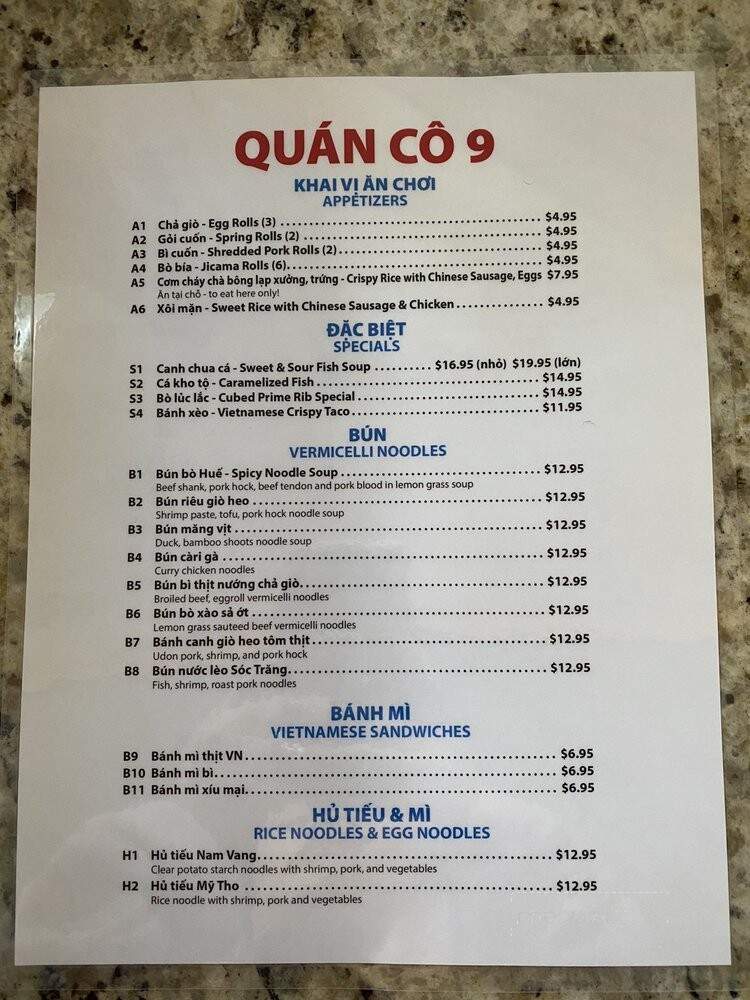 QUÁN CÔ 9
KHAI VỊ ĂN CHƠI
APPETIZERS
A1 Chả giò - Egg Rolls (3) ........ $4.95
A2 Gỏi cuốn - Spring Rolls (2) ........ $4.95
A3 Bì cuốn - Shredded Pork Rolls (2) ........ $4.95
A4 Bò bía - Jicama Rolls (6) ........ $4.95
A5 Cơm cháy chà bông lạp xưởng, trứng - Crispy Rice with Chinese Sausage, Eggs $7.95
Ăn tại chỗ - to eat here only!
A6 Xôi mặn - Sweet Rice with Chinese Sausage & Chicken ........ $4.95
ĐẶC BIỆT
SPECIALS
S1 Canh chua cá - Sweet & Sour Fish Soup ........ $16.95 (nhỏ) $19.95 (lớn)
S2 Cá kho tộ - Caramelized Fish ........ $14.95
S3 Bò lúc lắc - Cubed Prime Rib Special ........ $14.95
S4 Bánh xèo - Vietnamese Crispy Taco ........ $11.95
BÚN
VERMICELLI NOODLES
B1 Bún bò Huế - Spicy Noodle Soup ........ $12.95
Beef shank, pork hock, beef tendon and pork blood in lemon grass soup
B2 Bún riêu giò heo ........ $12.95
Shrimp paste, tofu, pork hock noodle soup
B3 Bún măng vịt ........ $12.95
Duck, bamboo shoots noodle soup
B4 Bún càri gà ........ $12.95
Curry chicken noodles
B5 Bún bì thịt nướng chả giò ........ $12.95
Broiled beef, eggroll vermicelli noodles
B6 Bún bò xào sả ớt ........ $12.95
Lemon grass sauteed beef vermicelli noodles
B7 Bánh canh giò heo tôm thịt ........ $12.95
Udon pork, shrimp, and pork hock
B8 Bún nước lèo Sóc Trăng ........ $12.95
Fish, shrimp, roast pork noodles
BÁNH MÌ
VIETNAMESE SANDWICHES
B9 Bánh mì thịt VN ........ $6.95
B10 Bánh mì bì ........ $6.95
B11 Bánh mì xíu mại ........ $6.95
HỦ TIẾU & MÌ
RICE NOODLES & EGG NOODLES
H1 Hủ tiếu Nam Vang ........ $12.95
Clear potato starch noodles with shrimp, pork, and vegetables
H2 Hủ tiếu Mỹ Tho ........ $12.95
Rice noodle with shrimp, pork and vegetables